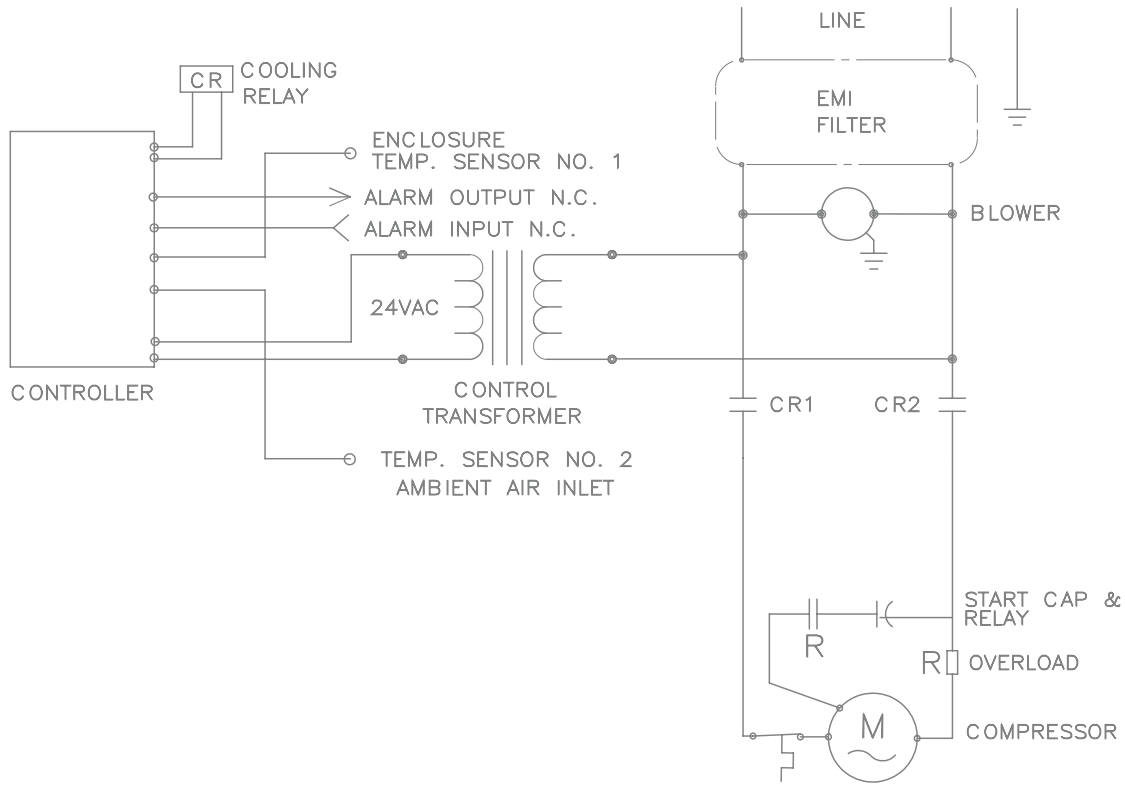 LINE
CR
COOLING
RELAY
EMI
FILTER
ENCLOSURE
TEMP. SENSOR NO. 1
ALARM OUTPUT N.C.
ALARM INPUT N.C.
BLOWER
24VAC
CONTROLLER
CONTROL
TRANSFORMER
CR1
CR2
TEMP. SENSOR NO. 2
AMBIENT AIR INLET
START CAP &
RELAY
R
R
OVERLOAD
M
COMPRESSOR